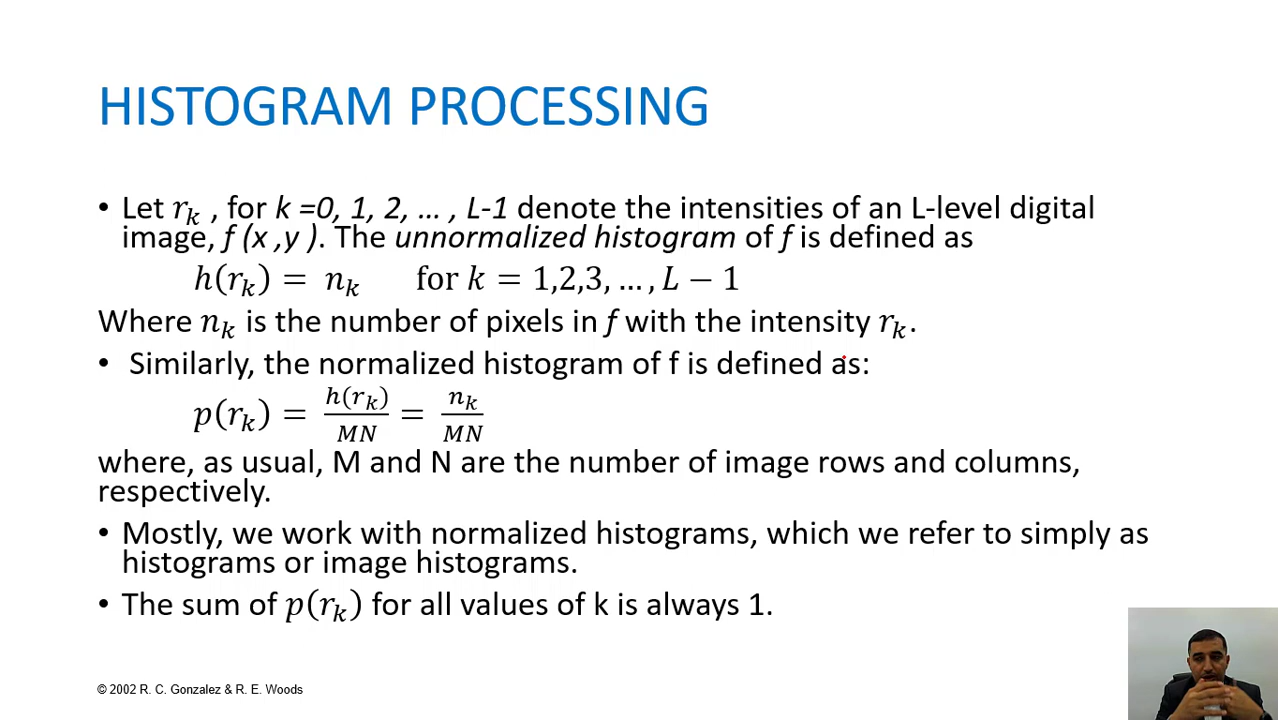 HISTOGRAM PROCESSING
• Let r_k , for k =0, 1, 2, … , L-1 denote the intensities of an L-level digital
image, f (x ,y ). The unnormalized histogram of f is defined as
h(r_k) = n_k for k = 1,2,3, … , L − 1
Where n_k is the number of pixels in f with the intensity r_k.
• Similarly, the normalized histogram of f is defined as:
p(r_k) = h(r_k)/MN = n_k/MN
where, as usual, M and N are the number of image rows and columns,
respectively.
• Mostly, we work with normalized histograms, which we refer to simply as
histograms or image histograms.
• The sum of p(r_k) for all values of k is always 1.
© 2002 R. C. Gonzalez & R. E. Woods